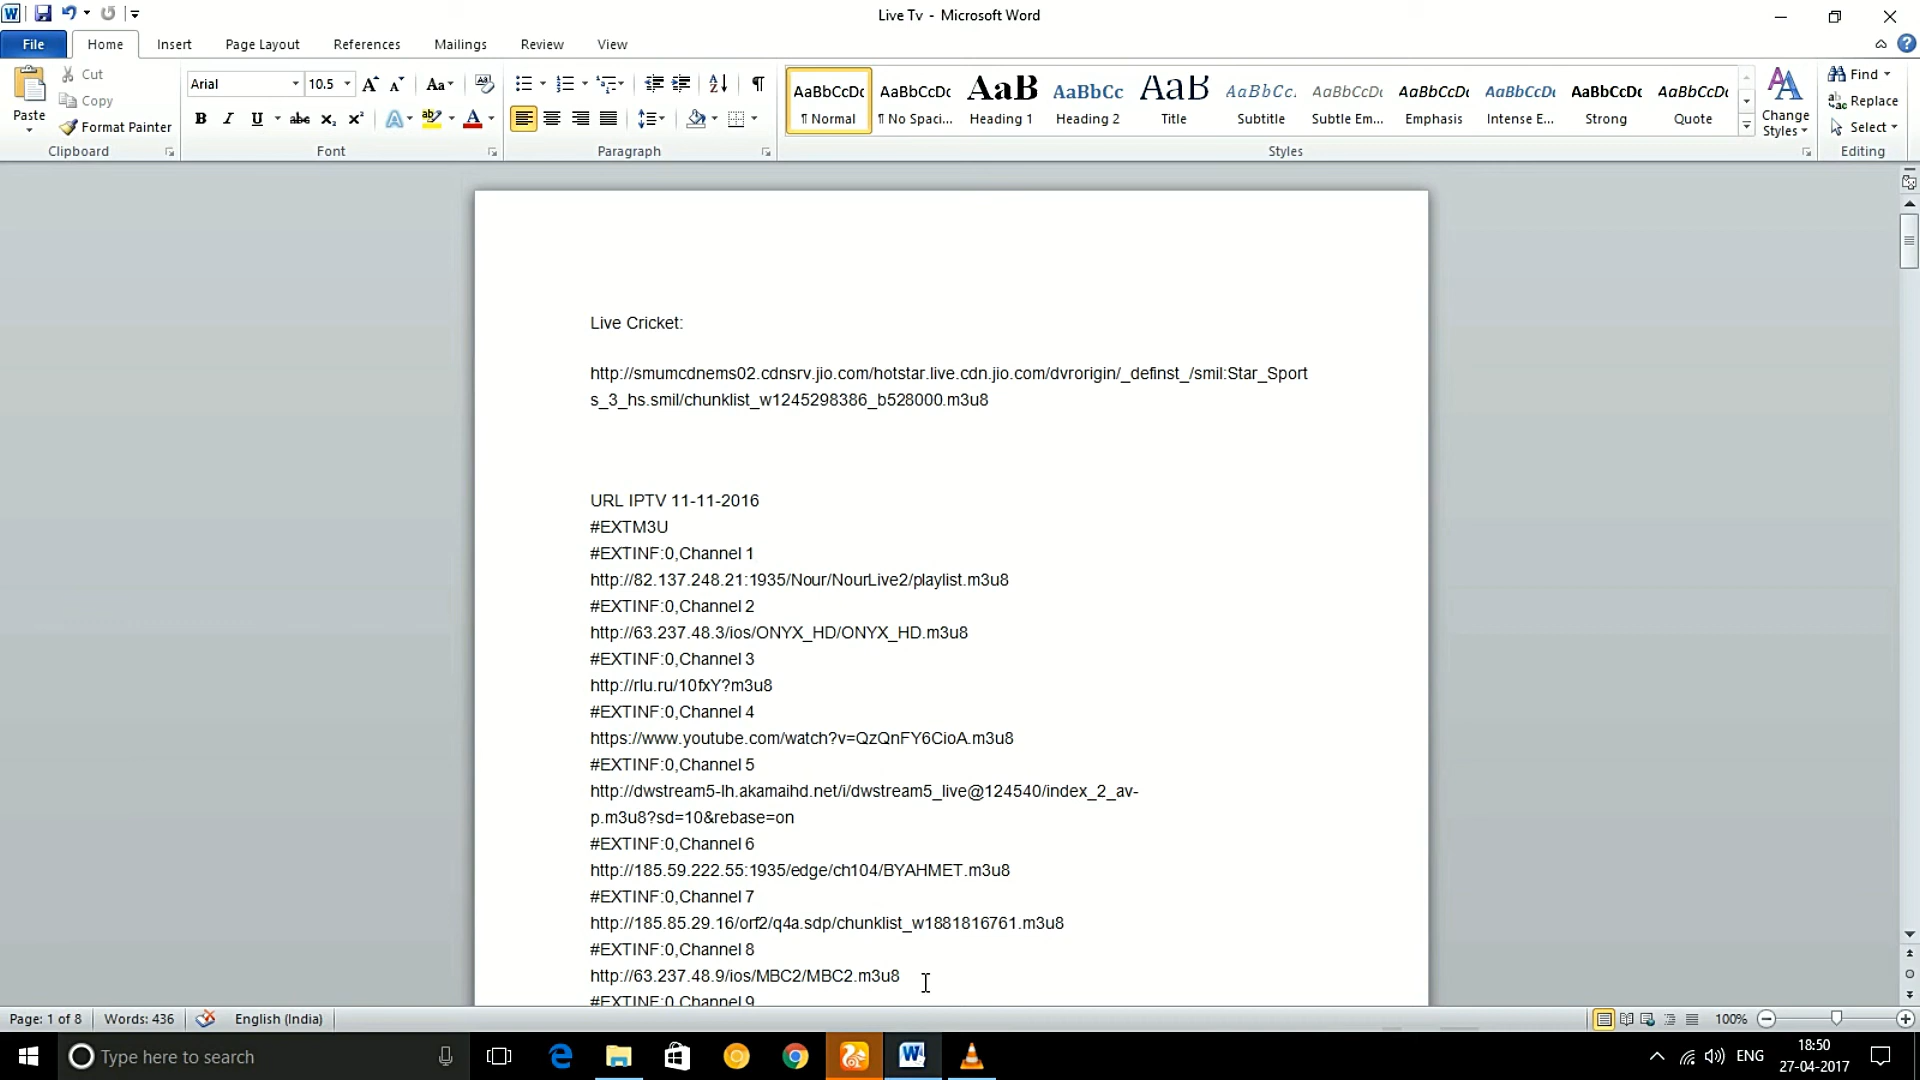 Live Tv - Microsoft Word
File Home Insert Page Layout References Mailings Review View
Paste
Cut
Copy
Format Painter
Clipboard
Arial 10.5
Font
Paragraph
AaBbCcDc AaBbCcDc AaB AaBbCc AaB AaBbCc. AaBbCcDc AaBbCcDc AaBbCcDc AaBbCcDc AaBbCcDc
¶ Normal ¶ No Spaci... Heading 1 Heading 2 Title Subtitle Subtle Em... Emphasis Intense E... Strong Quote
Styles
Change
Styles
Find
Replace
Select
Editing
Live Cricket:
http://smumcdnems02.cdnsrv.jio.com/hotstar.live.cdn.jio.com/dvrorigin/_definst_/smil:Star_Sport
s_3_hs.smil/chunklist_w1245298386_b528000.m3u8
URL IPTV 11-11-2016
#EXTM3U
#EXTINF:0,Channel 1
http://82.137.248.21:1935/Nour/NourLive2/playlist.m3u8
#EXTINF:0,Channel 2
http://63.237.48.3/ios/ONYX_HD/ONYX_HD.m3u8
#EXTINF:0,Channel 3
http://rlu.ru/10fxY?m3u8
#EXTINF:0,Channel 4
https://www.youtube.com/watch?v=QzQnFY6CioA.m3u8
#EXTINF:0,Channel 5
http://dwstream5-lh.akamaihd.net/i/dwstream5_live@124540/index_2_av-
p.m3u8?sd=10&rebase=on
#EXTINF:0,Channel 6
http://185.59.222.55:1935/edge/ch104/BYAHMET.m3u8
#EXTINF:0,Channel 7
http://185.85.29.16/orf2/q4a.sdp/chunklist_w1881816761.m3u8
#EXTINF:0,Channel 8
http://63.237.48.9/ios/MBC2/MBC2.m3u8
#EXTINF:0,Channel 9
Page: 1 of 8 Words: 436 English (India) 100%
Type here to search
ENG
18:50
27-04-2017